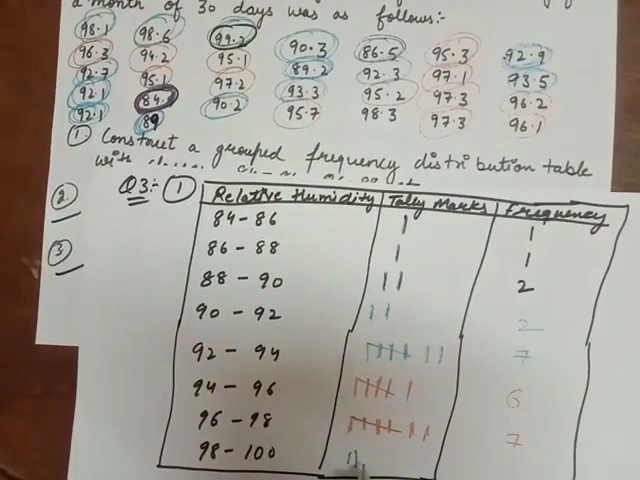 a month of 30 days was as follows:-
98.1 98.6 99.2 90.3 86.5 95.3 92.9
96.3 94.2 95.1 89.2 92.3 97.1 93.5
92.7 95.1 97.2 93.3 95.2 97.3 96.2
92.1 84. 90.2 95.7 98.3 97.3 96.1
92.1 89
① Construct a grouped frequency distribution table
with
2.
3.
Q3:- ①
Relative Humidity Tally Marks Frequency
84 - 86 | 1
86 - 88 | 1
88 - 90 || 2
90 - 92 || 2
92 - 94 𝍸 || 7
94 - 96 𝍸 | 6
96 - 98 𝍸 || 7
98 - 100 ||